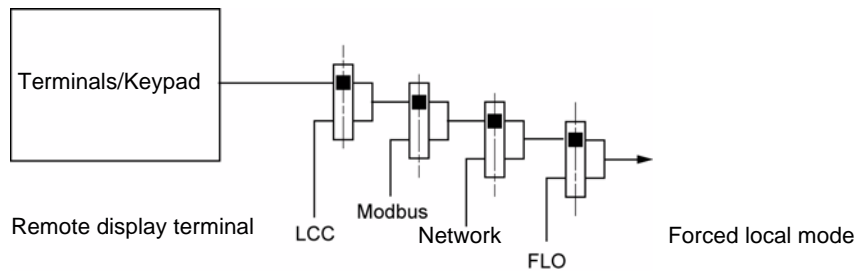 Terminals/Keypad
Remote display terminal
LCC
Modbus
Network
FLO
Forced local mode